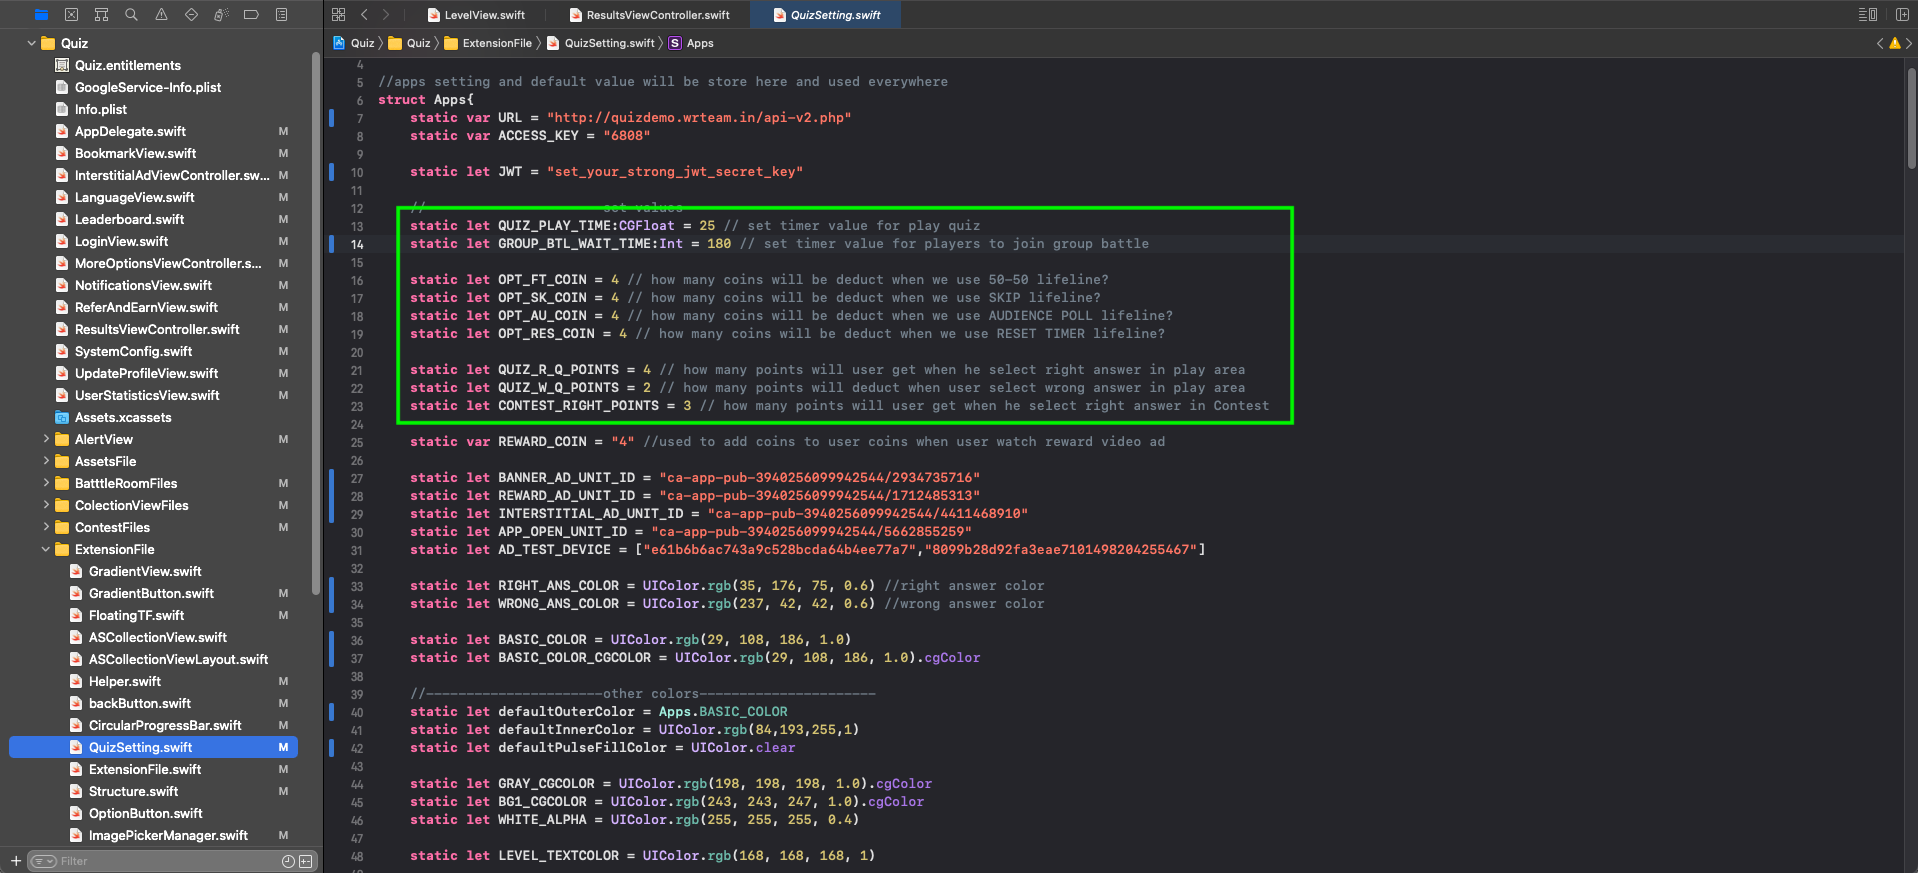 LevelView.swift
ResultsViewController.swift
QuizSetting.swift
Quiz
Quiz
ExtensionFile
QuizSetting.swift
S
Apps
Quiz
Quiz.entitlements
GoogleService-Info.plist
Info.plist
AppDelegate.swift M
BookmarkView.swift M
InterstitialAdViewController.sw... M
LanguageView.swift M
Leaderboard.swift M
LoginView.swift M
MoreOptionsViewController.s... M
NotificationsView.swift M
ReferAndEarnView.swift M
ResultsViewController.swift M
SystemConfig.swift M
UpdateProfileView.swift M
UserStatisticsView.swift M
Assets.xcassets
AlertView M
AssetsFile
BatttleRoomFiles M
ColectionViewFiles M
ContestFiles M
ExtensionFile
GradientView.swift
GradientButton.swift M
FloatingTF.swift M
ASCollectionView.swift
ASCollectionViewLayout.swift
Helper.swift M
backButton.swift M
CircularProgressBar.swift M
QuizSetting.swift M
ExtensionFile.swift M
Structure.swift M
OptionButton.swift
ImagePickerManager.swift M
Filter
4
5 //apps setting and default value will be store here and used everywhere
6 struct Apps{
7 static var URL = "http://quizdemo.wrteam.in/api-v2.php"
8 static var ACCESS_KEY = "6808"
9
10 static let JWT = "set_your_strong_jwt_secret_key"
11
12 // set values
13 static let QUIZ_PLAY_TIME:CGFloat = 25 // set timer value for play quiz
14 static let GROUP_BTL_WAIT_TIME:Int = 180 // set timer value for players to join group battle
15
16 static let OPT_FT_COIN = 4 // how many coins will be deduct when we use 50-50 lifeline?
17 static let OPT_SK_COIN = 4 // how many coins will be deduct when we use SKIP lifeline?
18 static let OPT_AU_COIN = 4 // how many coins will be deduct when we use AUDIENCE POLL lifeline?
19 static let OPT_RES_COIN = 4 // how many coins will be deduct when we use RESET TIMER lifeline?
20
21 static let QUIZ_R_Q_POINTS = 4 // how many points will user get when he select right answer in play area
22 static let QUIZ_W_Q_POINTS = 2 // how many points will deduct when user select wrong answer in play area
23 static let CONTEST_RIGHT_POINTS = 3 // how many points will user get when he select right answer in Contest
24
25 static var REWARD_COIN = "4" //used to add coins to user coins when user watch reward video ad
26
27 static let BANNER_AD_UNIT_ID = "ca-app-pub-3940256099942544/2934735716"
28 static let REWARD_AD_UNIT_ID = "ca-app-pub-3940256099942544/1712485313"
29 static let INTERSTITIAL_AD_UNIT_ID = "ca-app-pub-3940256099942544/4411468910"
30 static let APP_OPEN_UNIT_ID = "ca-app-pub-3940256099942544/5662855259"
31 static let AD_TEST_DEVICE = ["e61b6b6ac743a9c528bcda64b4ee77a7","8099b28d92fa3eae7101498204255467"]
32
33 static let RIGHT_ANS_COLOR = UIColor.rgb(35, 176, 75, 0.6) //right answer color
34 static let WRONG_ANS_COLOR = UIColor.rgb(237, 42, 42, 0.6) //wrong answer color
35
36 static let BASIC_COLOR = UIColor.rgb(29, 108, 186, 1.0)
37 static let BASIC_COLOR_CGCOLOR = UIColor.rgb(29, 108, 186, 1.0).cgColor
38
39 //----------------------other colors----------------------
40 static let defaultOuterColor = Apps.BASIC_COLOR
41 static let defaultInnerColor = UIColor.rgb(84,193,255,1)
42 static let defaultPulseFillColor = UIColor.clear
43
44 static let GRAY_CGCOLOR = UIColor.rgb(198, 198, 198, 1.0).cgColor
45 static let BG1_CGCOLOR = UIColor.rgb(243, 243, 247, 1.0).cgColor
46 static let WHITE_ALPHA = UIColor.rgb(255, 255, 255, 0.4)
47
48 static let LEVEL_TEXTCOLOR = UIColor.rgb(168, 168, 168, 1)